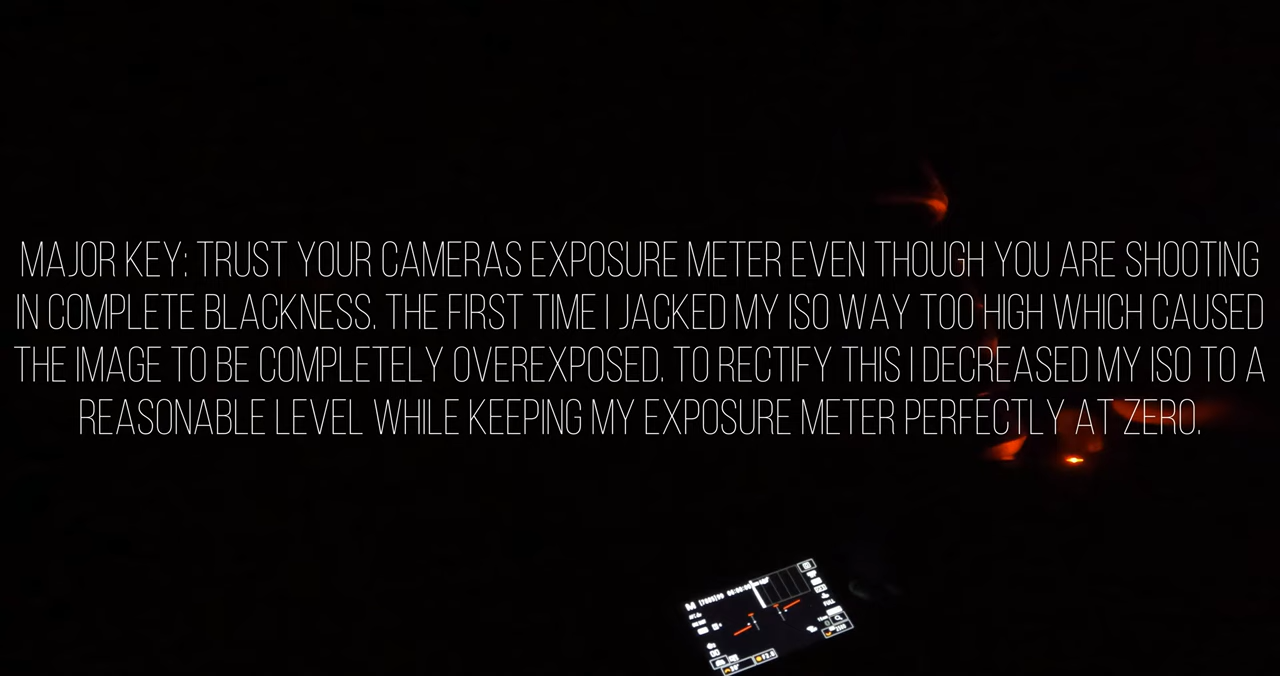 MAJOR KEY: TRUST YOUR CAMERAS EXPOSURE METER EVEN THOUGH YOU ARE SHOOTING
IN COMPLETE BLACKNESS. THE FIRST TIME I JACKED MY ISO WAY TOO HIGH WHICH CAUSED
THE IMAGE TO BE COMPLETELY OVEREXPOSED. TO RECTIFY THIS I DECREASED MY ISO TO A
REASONABLE LEVEL WHILE KEEPING MY EXPOSURE METER PERFECTLY AT ZERO.
M